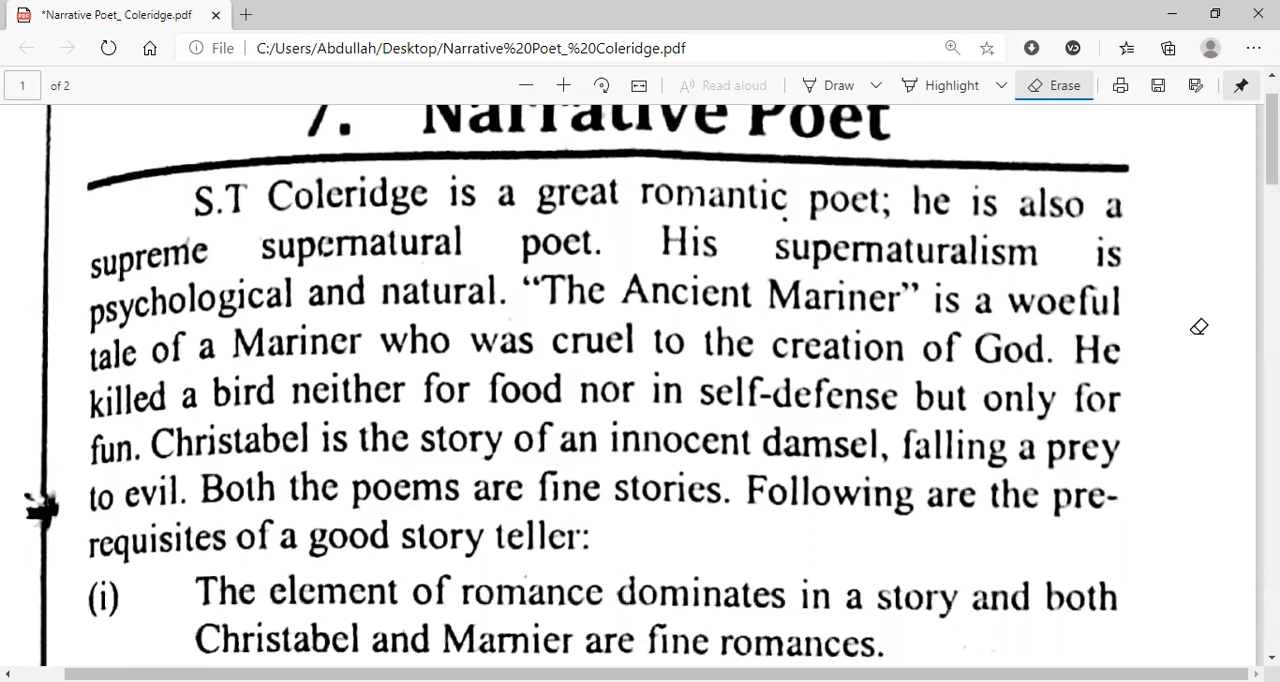 *Narrative Poet_ Coleridge.pdf
File C:/Users/Abdullah/Desktop/Narrative%20Poet_%20Coleridge.pdf
1 of 2 Read aloud Draw Highlight Erase
7. Narrative Poet
S.T Coleridge is a great romantic poet; he is also a
supreme supernatural poet. His supernaturalism is
psychological and natural. “The Ancient Mariner” is a woeful
tale of a Mariner who was cruel to the creation of God. He
killed a bird neither for food nor in self-defense but only for
fun. Christabel is the story of an innocent damsel, falling a prey
to evil. Both the poems are fine stories. Following are the pre-
requisites of a good story teller:
(i) The element of romance dominates in a story and both
Christabel and Marnier are fine romances.